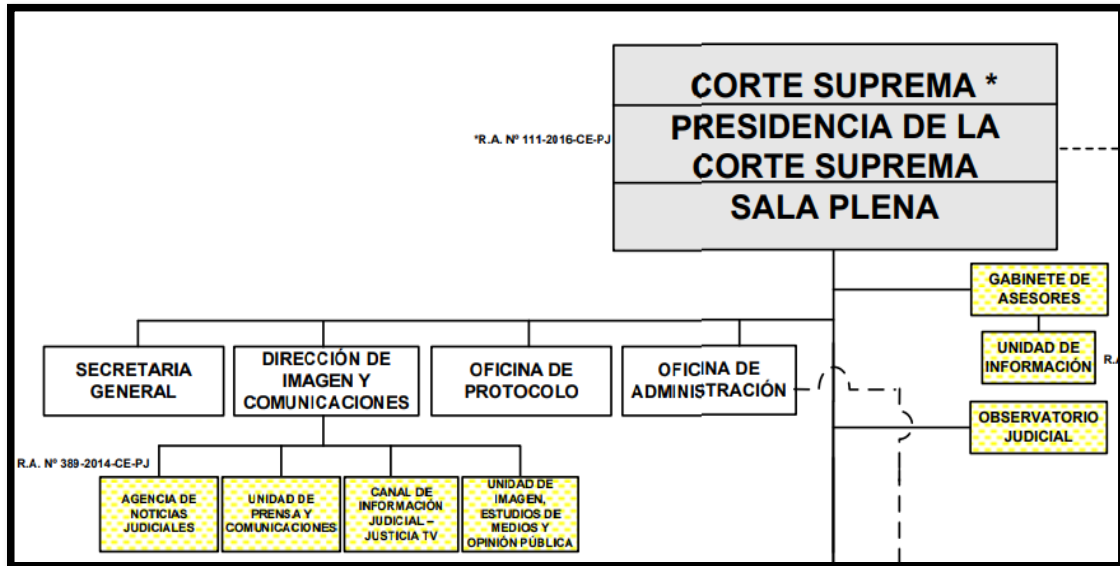 CORTE SUPREMA *
PRESIDENCIA DE LA
CORTE SUPREMA
SALA PLENA
*R.A. Nº 111-2016-CE-PJ
GABINETE DE
ASESORES
UNIDAD DE
INFORMACIÓN
R.A
OBSERVATORIO
JUDICIAL
SECRETARIA
GENERAL
DIRECCIÓN DE
IMAGEN Y
COMUNICACIONES
OFICINA DE
PROTOCOLO
OFICINA DE
ADMINISTRACIÓN
R.A. Nº 389-2014-CE-PJ
AGENCIA DE
NOTICIAS
JUDICIALES
UNIDAD DE
PRENSA Y
COMUNICACIONES
CANAL DE
INFORMACIÓN
JUDICIAL –
JUSTICIA TV
UNIDAD DE
IMAGEN,
ESTUDIOS DE
MEDIOS Y
OPINIÓN PÚBLICA